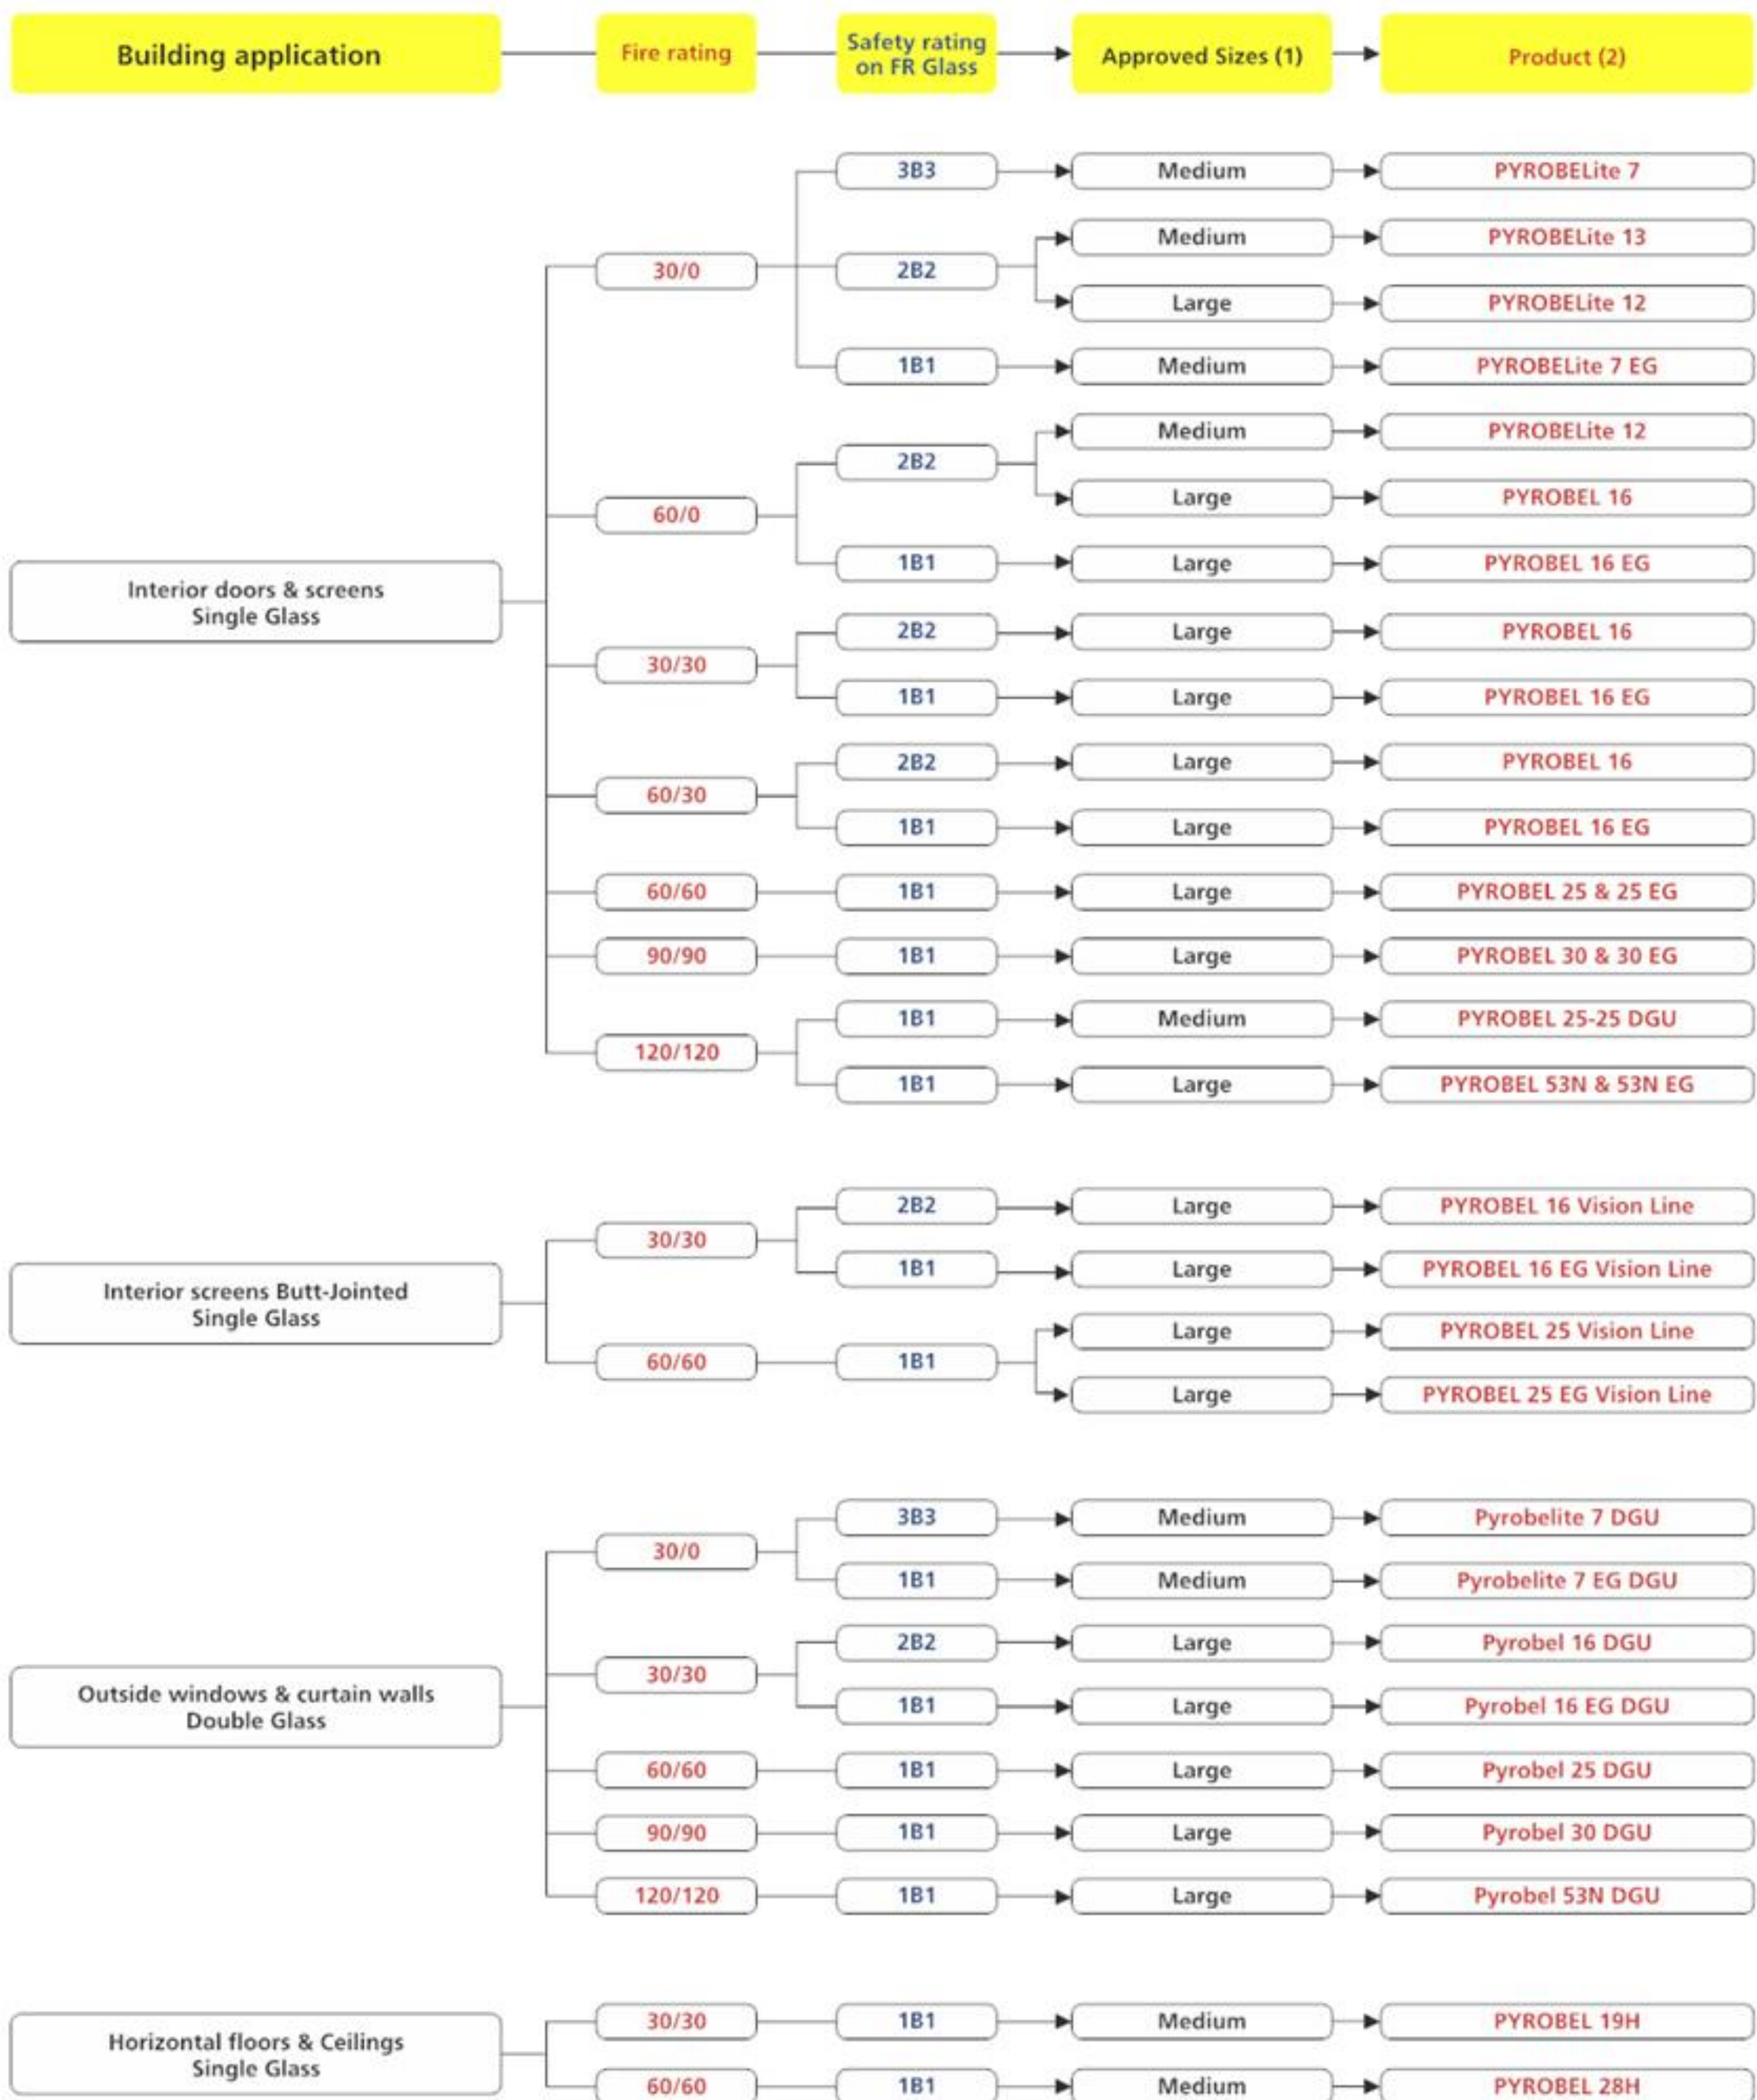 Building application
Fire rating
Safety rating
on FR Glass
Approved Sizes (1)
Product (2)
Interior doors & screens
Single Glass
30/0
3B3
Medium
PYROBELite 7
2B2
Medium
PYROBELite 13
Large
PYROBELite 12
1B1
Medium
PYROBELite 7 EG
60/0
2B2
Medium
PYROBELite 12
Large
PYROBEL 16
1B1
Large
PYROBEL 16 EG
30/30
2B2
Large
PYROBEL 16
1B1
Large
PYROBEL 16 EG
60/30
2B2
Large
PYROBEL 16
1B1
Large
PYROBEL 16 EG
60/60
1B1
Large
PYROBEL 25 & 25 EG
90/90
1B1
Large
PYROBEL 30 & 30 EG
120/120
1B1
Medium
PYROBEL 25-25 DGU
1B1
Large
PYROBEL 53N & 53N EG
Interior screens Butt-Jointed
Single Glass
30/30
2B2
Large
PYROBEL 16 Vision Line
1B1
Large
PYROBEL 16 EG Vision Line
60/60
1B1
Large
PYROBEL 25 Vision Line
Large
PYROBEL 25 EG Vision Line
Outside windows & curtain walls
Double Glass
30/0
3B3
Medium
Pyrobelite 7 DGU
1B1
Medium
Pyrobelite 7 EG DGU
30/30
2B2
Large
Pyrobel 16 DGU
1B1
Large
Pyrobel 16 EG DGU
60/60
1B1
Large
Pyrobel 25 DGU
90/90
1B1
Large
Pyrobel 30 DGU
120/120
1B1
Large
Pyrobel 53N DGU
Horizontal floors & Ceilings
Single Glass
30/30
1B1
Medium
PYROBEL 19H
60/60
1B1
Medium
PYROBEL 28H